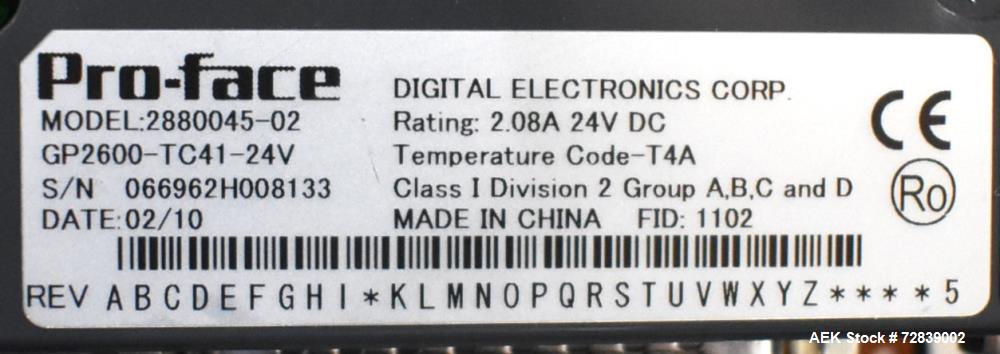 Pro-face
DIGITAL ELECTRONICS CORP.
MODEL:2880045-02
Rating: 2.08A 24V DC
GP2600-TC41-24V
Temperature Code-T4A
S/N 066962H008133
Class I Division 2 Group A,B,C and D
DATE:02/10
MADE IN CHINA FID: 1102
CE
Ro
REV A B C D E F G H I * K L M N O P Q R S T U V W X Y Z * * * * 5
AEK Stock # 72839002